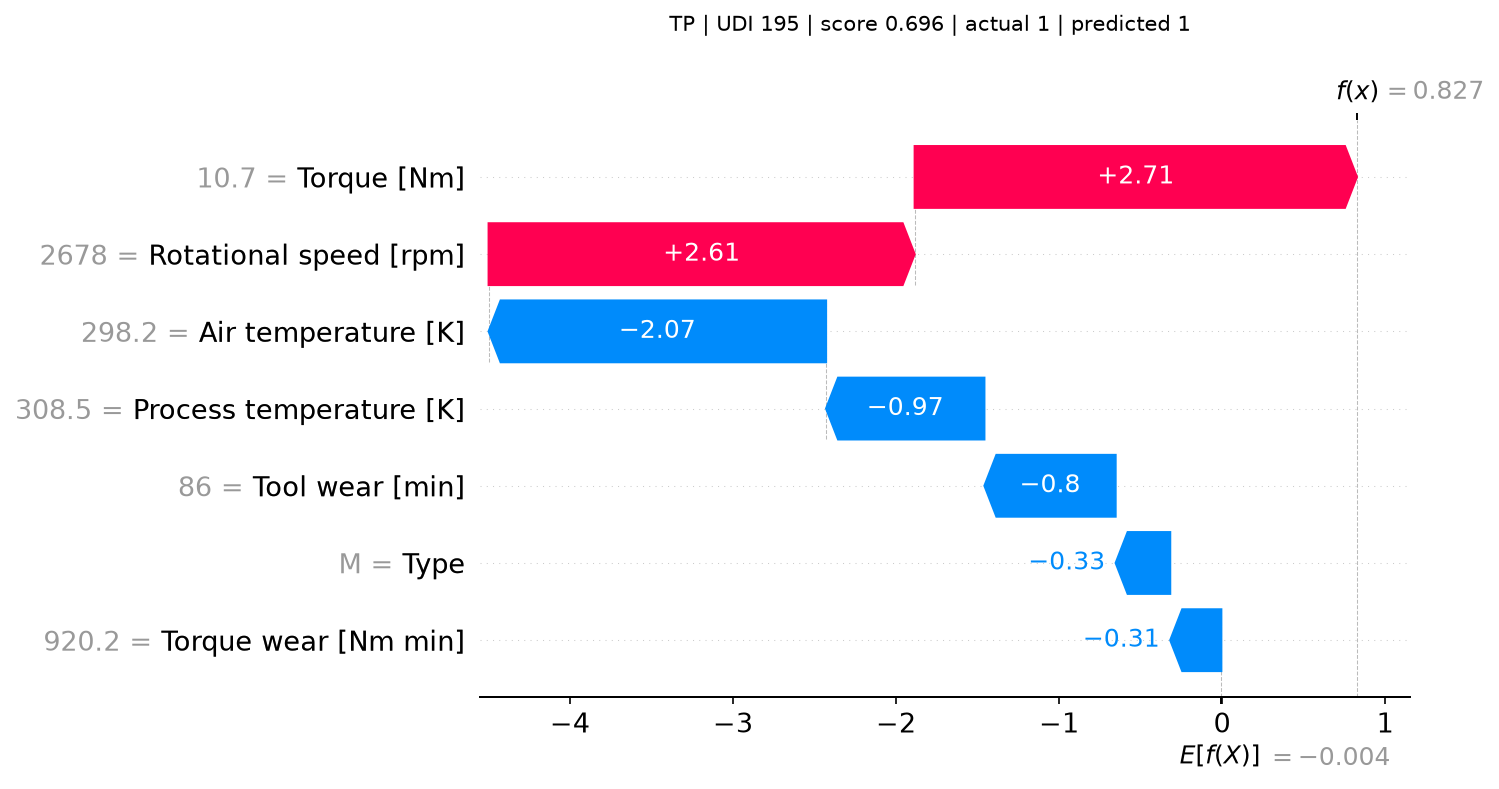 TP | UDI 195 | score 0.696 | actual 1 | predicted 1
f(x) = 0.827
10.7 = Torque [Nm] +2.71
2678 = Rotational speed [rpm] +2.61
298.2 = Air temperature [K] −2.07
308.5 = Process temperature [K] −0.97
86 = Tool wear [min] −0.8
M = Type −0.33
920.2 = Torque wear [Nm min] −0.31
−4 −3 −2 −1 0 1
E[f(X)] = −0.004